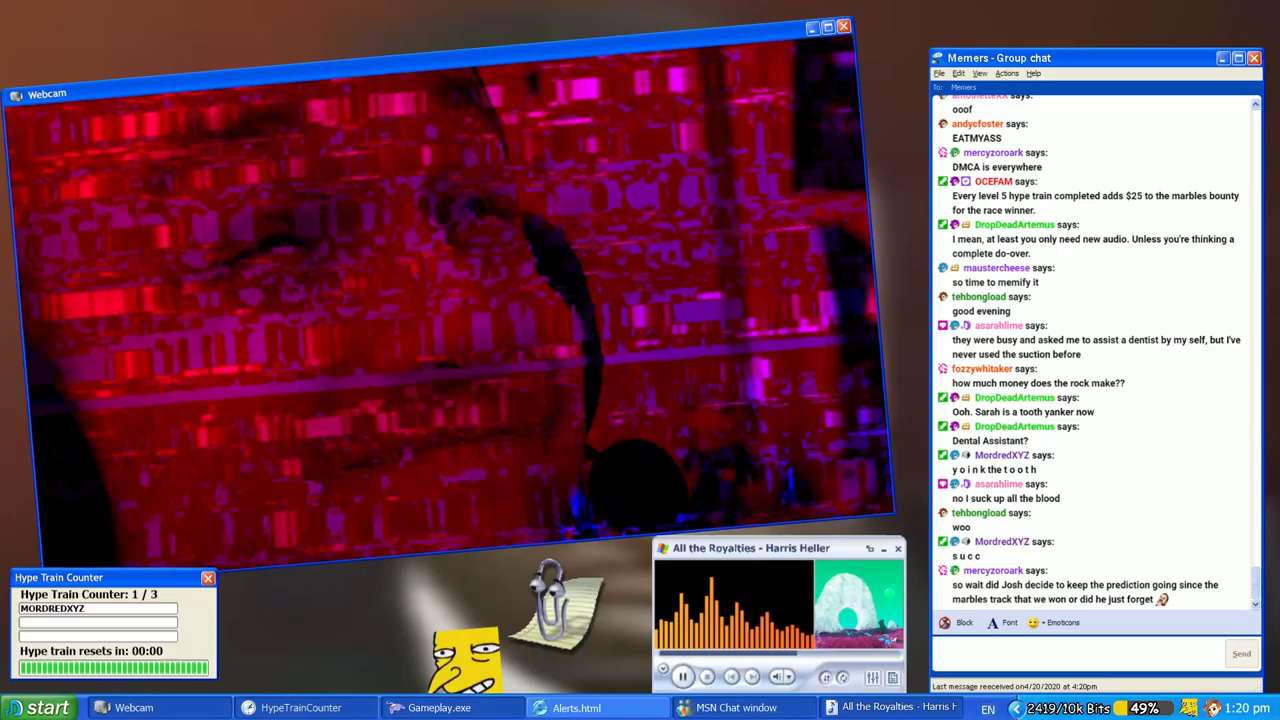 Webcam
Memers - Group chat
File Edit View Actions Help
To: Memers
says:
ooof
andycfoster says:
EATMYASS
mercyzoroark says:
DMCA is everywhere
OCEFAM says:
Every level 5 hype train completed adds $25 to the marbles bounty
for the race winner.
DropDeadArtemus says:
I mean, at least you only need new audio. Unless you're thinking a
complete do-over.
maustercheese says:
so time to memify it
tehbongload says:
good evening
asarahlime says:
they were busy and asked me to assist a dentist by my self, but I've
never used the suction before
fozzywhitaker says:
how much money does the rock make??
DropDeadArtemus says:
Ooh. Sarah is a tooth yanker now
DropDeadArtemus says:
Dental Assistant?
MordredXYZ says:
y o i n k the t o o t h
asarahlime says:
no I suck up all the blood
tehbongload says:
woo
MordredXYZ says:
s u c c
mercyzoroark says:
so wait did Josh decide to keep the prediction going since the
marbles track that we won or did he just forget
Block Font Emoticons
Send
Last message reeceived on4/20/2020 at 4:20pm
All the Royalties - Harris Heller
Hype Train Counter
Hype Train Counter: 1 / 3
MORDREDXYZ
Hype train resets in: 00:00
start Webcam HypeTrainCounter Gameplay.exe Alerts.html MSN Chat window All the Royalties - Harris H EN 2419/10k Bits 49% 1:20 pm